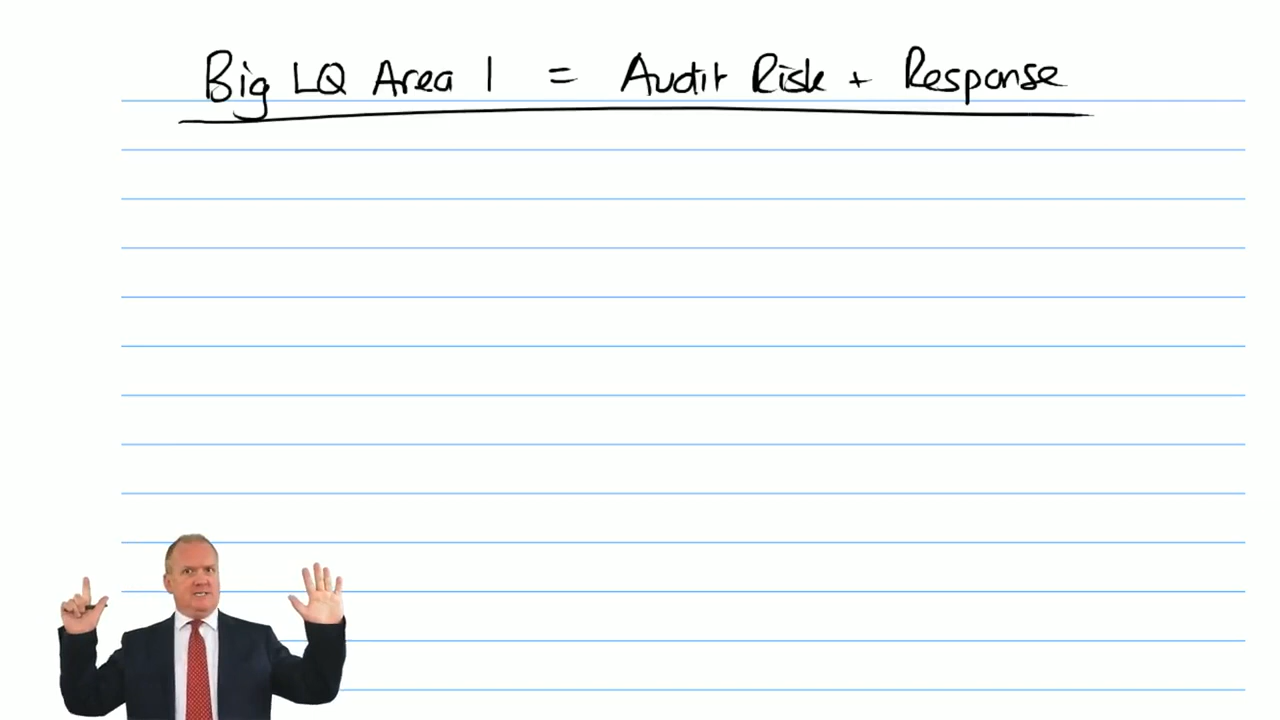 Big LQ Area 1 = Audit Risk + Response